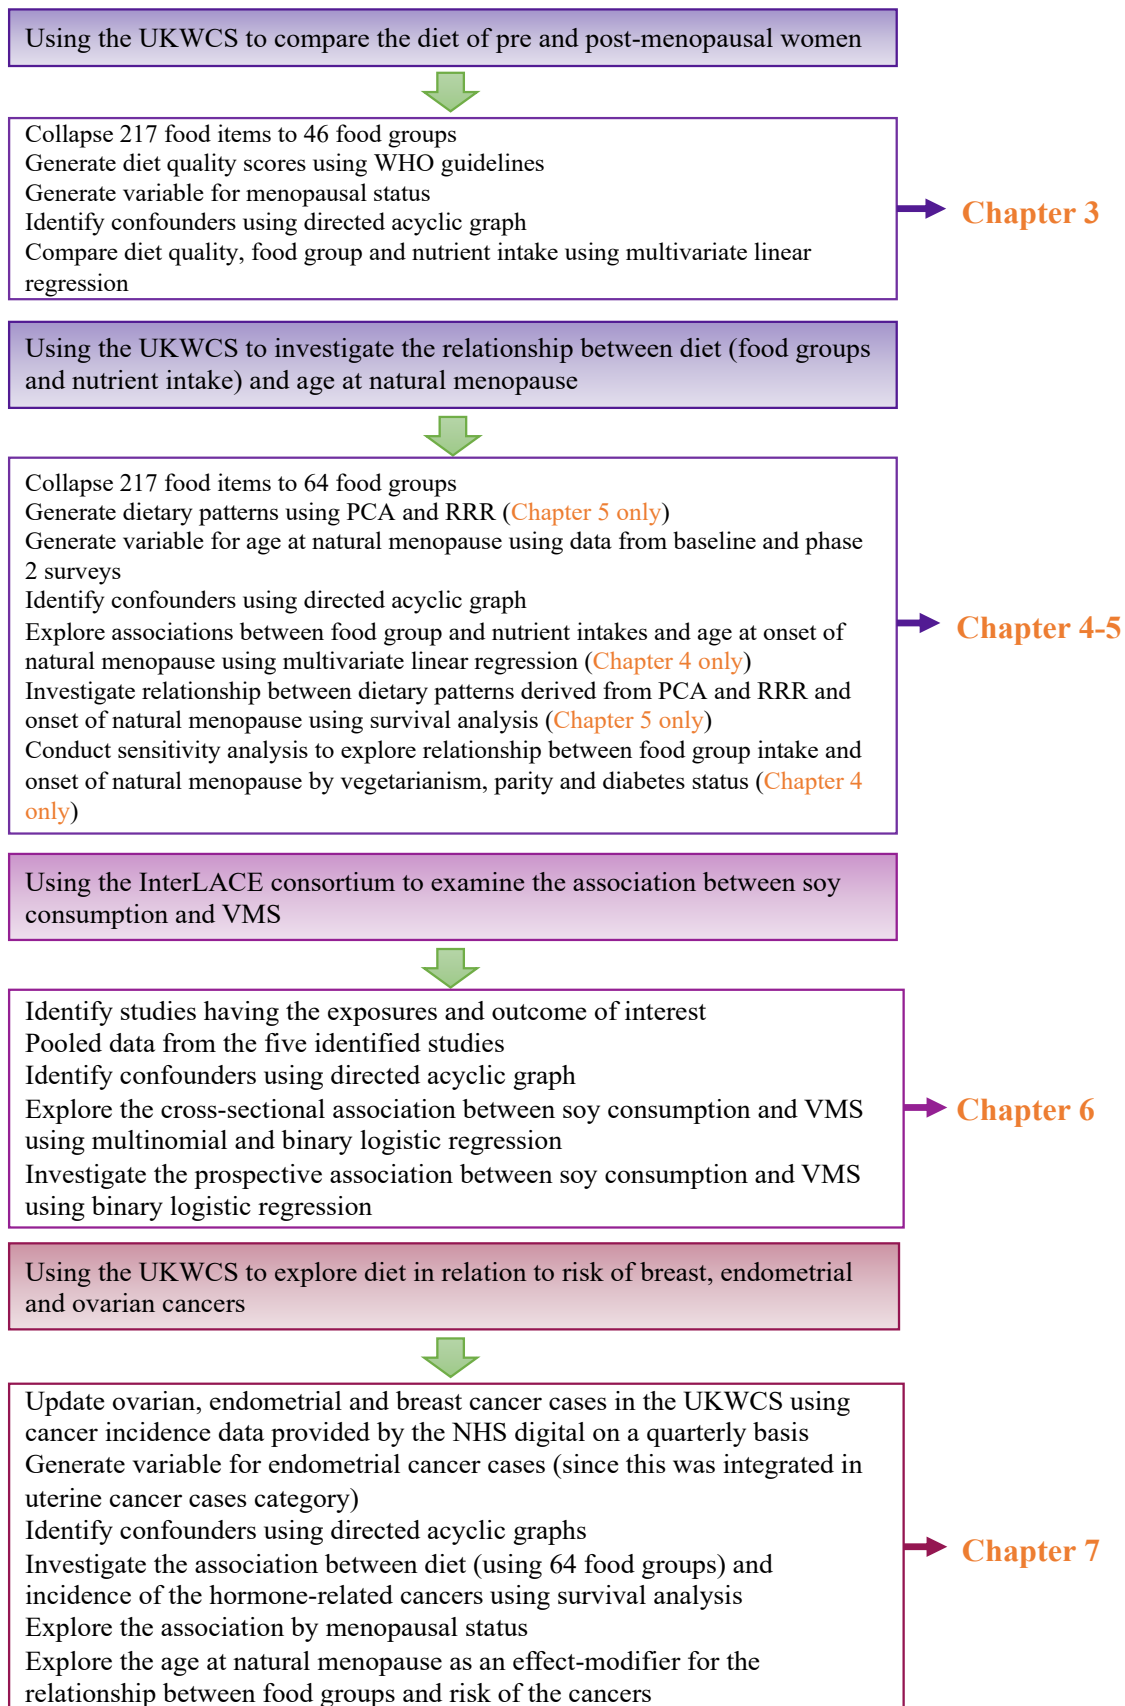 Using the UKWCS to compare the diet of pre and post-menopausal women
Collapse 217 food items to 46 food groups
Generate diet quality scores using WHO guidelines
Generate variable for menopausal status
Identify confounders using directed acyclic graph
Compare diet quality, food group and nutrient intake using multivariate linear
regression
Chapter 3
Using the UKWCS to investigate the relationship between diet (food groups
and nutrient intake) and age at natural menopause
Collapse 217 food items to 64 food groups
Generate dietary patterns using PCA and RRR (Chapter 5 only)
Generate variable for age at natural menopause using data from baseline and phase
2 surveys
Identify confounders using directed acyclic graph
Explore associations between food group and nutrient intakes and age at onset of
natural menopause using multivariate linear regression (Chapter 4 only)
Investigate relationship between dietary patterns derived from PCA and RRR and
onset of natural menopause using survival analysis (Chapter 5 only)
Conduct sensitivity analysis to explore relationship between food group intake and
onset of natural menopause by vegetarianism, parity and diabetes status (Chapter 4
only)
Chapter 4-5
Using the InterLACE consortium to examine the association between soy
consumption and VMS
Identify studies having the exposures and outcome of interest
Pooled data from the five identified studies
Identify confounders using directed acyclic graph
Explore the cross-sectional association between soy consumption and VMS
using multinomial and binary logistic regression
Investigate the prospective association between soy consumption and VMS
using binary logistic regression
Chapter 6
Using the UKWCS to explore diet in relation to risk of breast, endometrial
and ovarian cancers
Update ovarian, endometrial and breast cancer cases in the UKWCS using
cancer incidence data provided by the NHS digital on a quarterly basis
Generate variable for endometrial cancer cases (since this was integrated in
uterine cancer cases category)
Identify confounders using directed acyclic graphs
Investigate the association between diet (using 64 food groups) and
incidence of the hormone-related cancers using survival analysis
Explore the association by menopausal status
Explore the age at natural menopause as an effect-modifier for the
relationship between food groups and risk of the cancers
Chapter 7